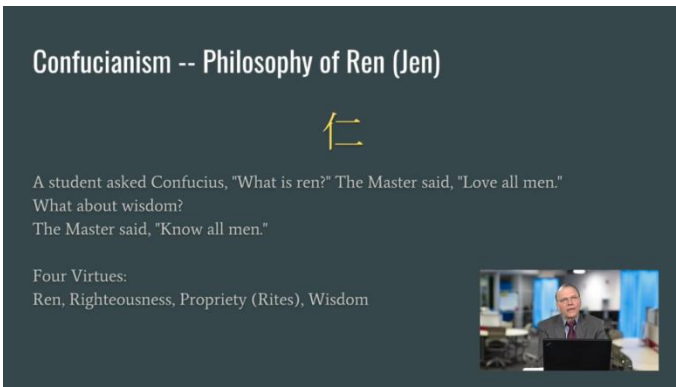 Confucianism -- Philosophy of Ren (Jen)
仁
A student asked Confucius, "What is ren?" The Master said, "Love all men."
What about wisdom?
The Master said, "Know all men."
Four Virtues:
Ren, Righteousness, Propriety (Rites), Wisdom